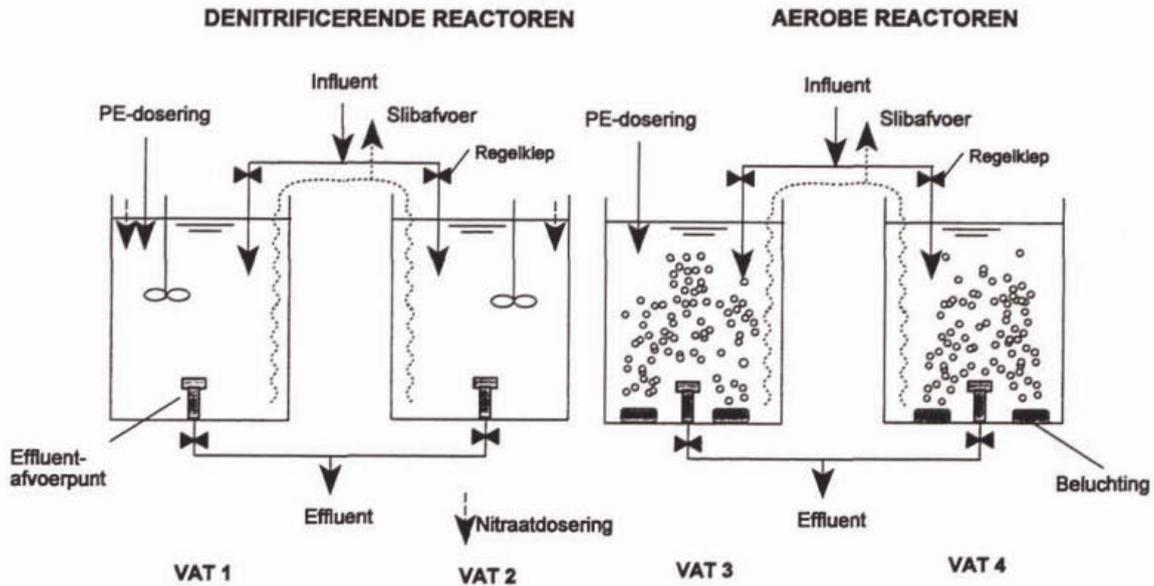 DENITRIFICERENDE REACTOREN
AEROBE REACTOREN
Influent
PE-dosering
Slibafvoer
Regelklep
Influent
PE-dosering
Slibafvoer
Regelklep
Effluent-
afvoerpunt
Effluent
Nitraatdosering
Effluent
Beluchting
VAT 1
VAT 2
VAT 3
VAT 4